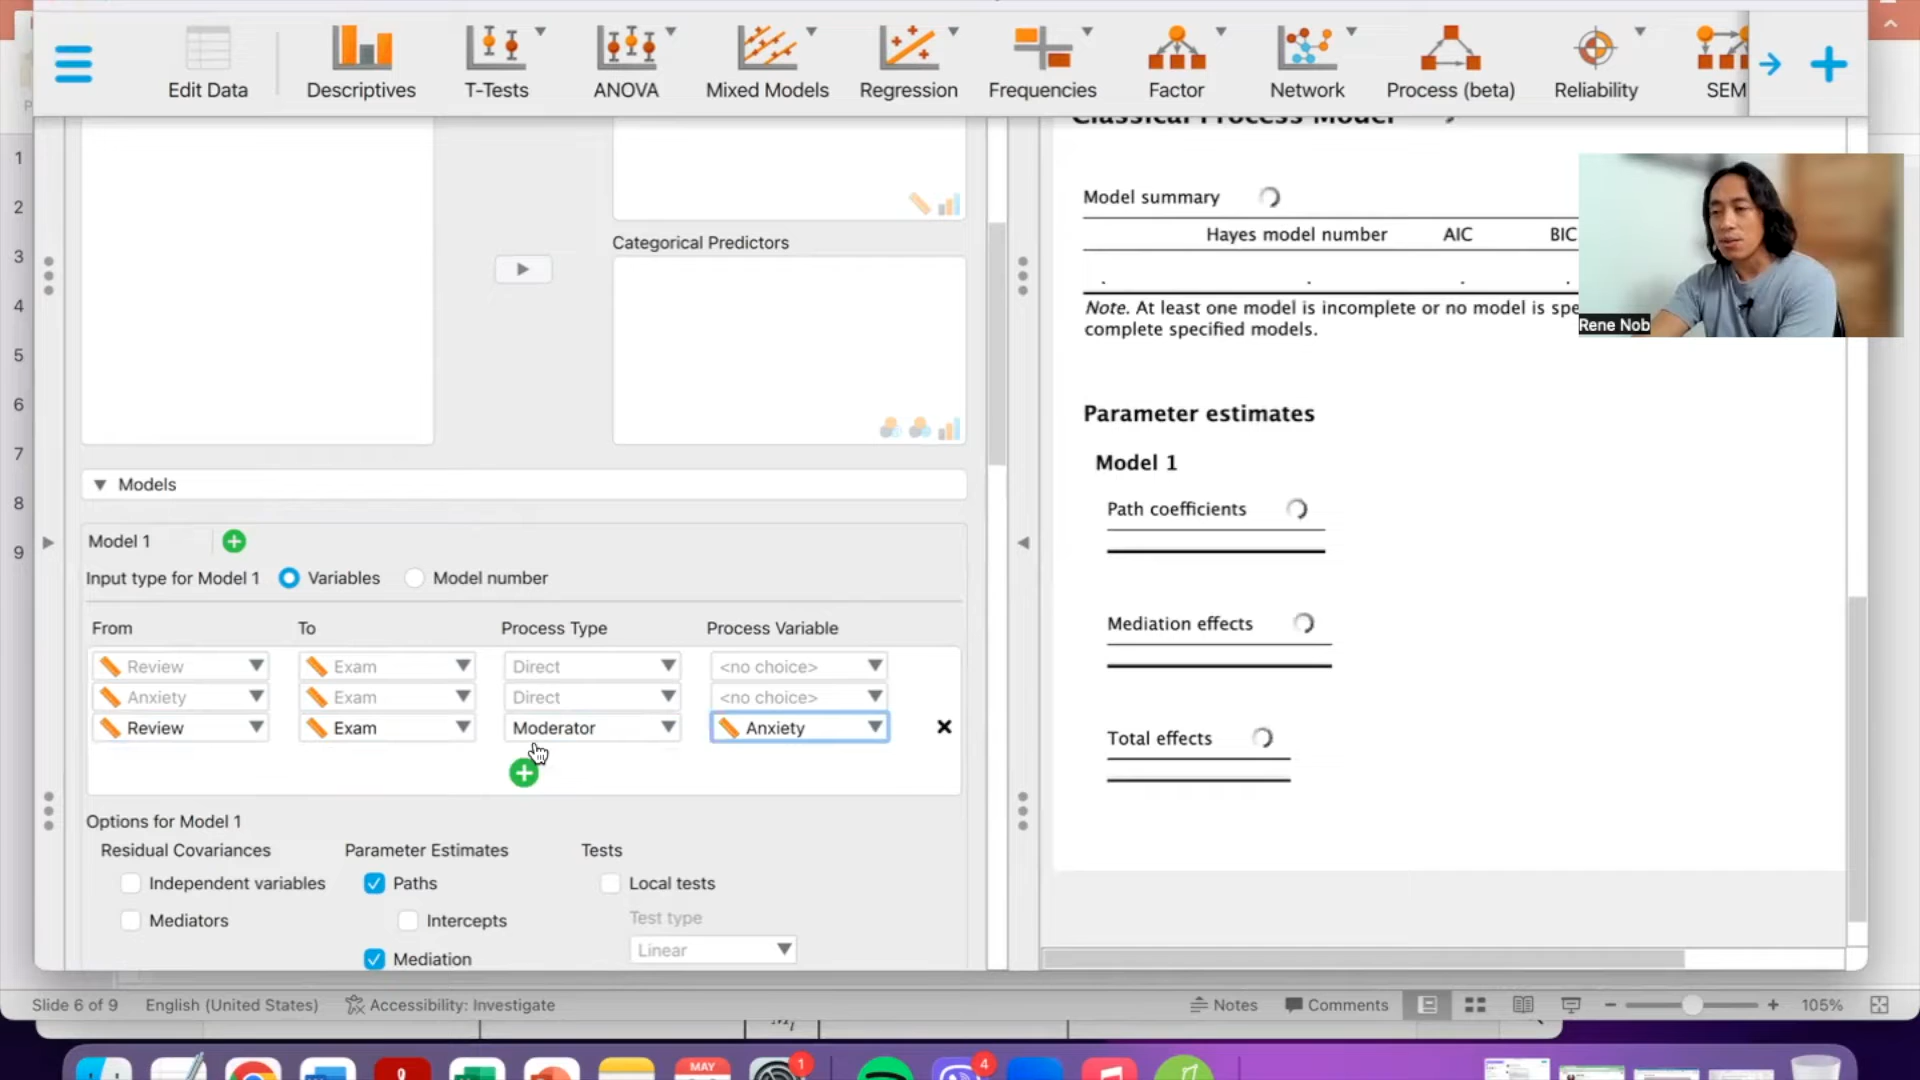 Edit Data
Descriptives
T-Tests
ANOVA
Mixed Models
Regression
Frequencies
Factor
Network
Process (beta)
Reliability
SEM
1
2
3
4
5
6
7
8
9
Categorical Predictors
Models
Model 1
Input type for Model 1
Variables
Model number
From
To
Process Type
Process Variable
Review
Exam
Direct
<no choice>
Anxiety
Exam
Direct
<no choice>
Review
Exam
Moderator
Anxiety
Options for Model 1
Residual Covariances
Parameter Estimates
Tests
Independent variables
Paths
Local tests
Mediators
Intercepts
Test type
Mediation
Linear
Classical Process Model
Model summary
Hayes model number
AIC
BIC
Note. At least one model is incomplete or no model is spe
complete specified models.
Parameter estimates
Model 1
Path coefficients
Mediation effects
Total effects
Rene Nob
Slide 6 of 9
English (United States)
Accessibility: Investigate
Notes
Comments
105%
MAY
1
4